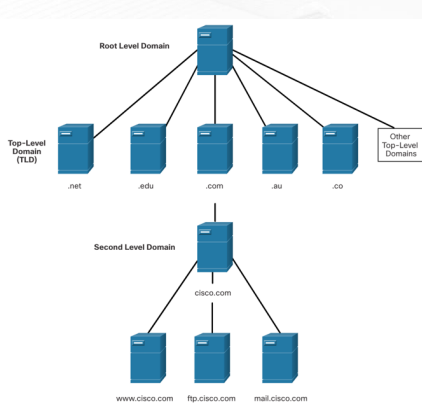 Root Level Domain
Top-Level
Domain
(TLD)
Other
Top-Level
Domains
.net
.edu
.com
.au
.co
Second Level Domain
cisco.com
www.cisco.com
ftp.cisco.com
mail.cisco.com